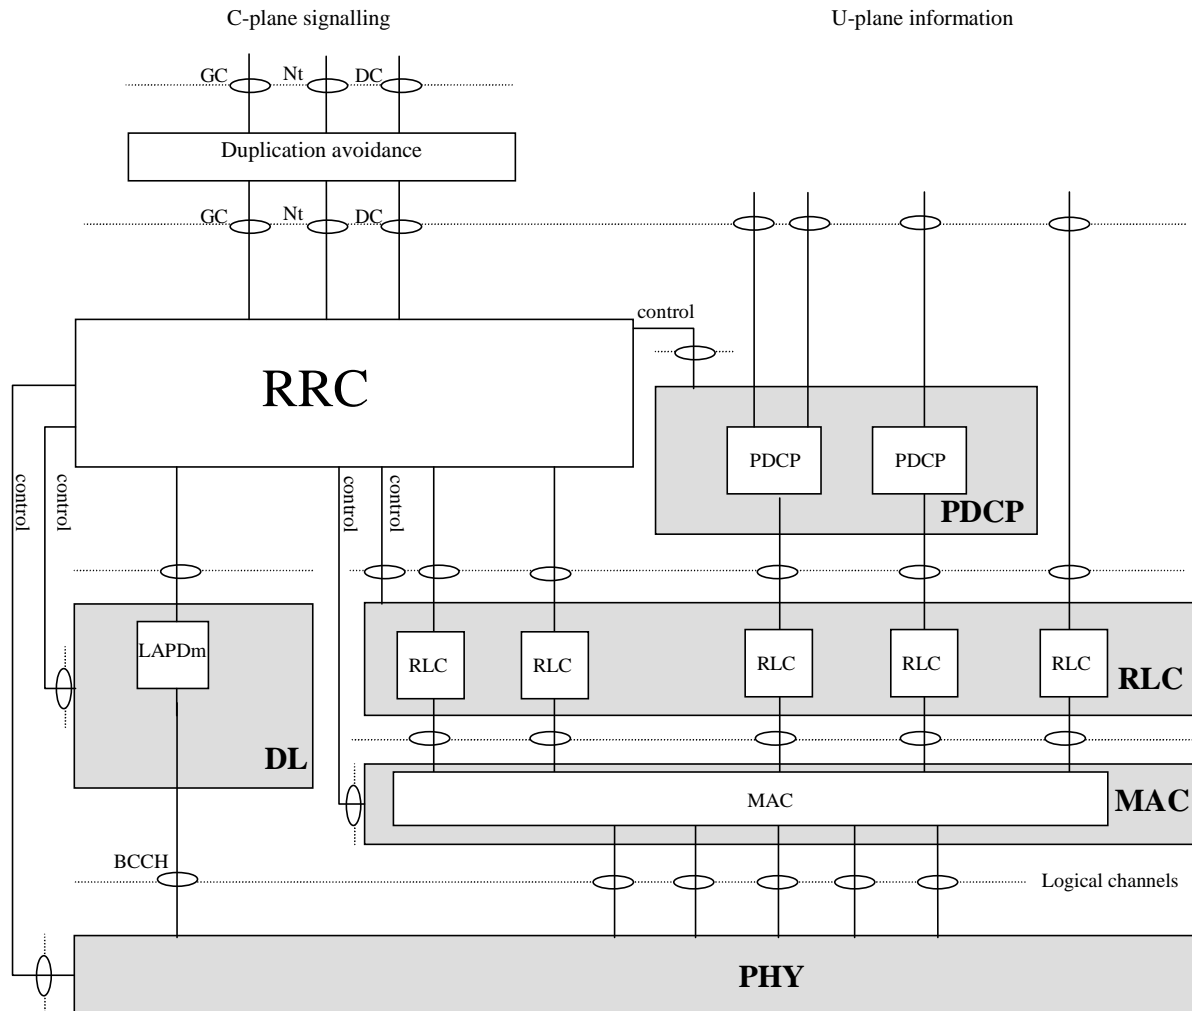 C-plane signalling
U-plane information
GC Nt DC
Duplication avoidance
GC Nt DC
control
RRC
control
control
control
control
PDCP PDCP
PDCP
LAPDm
RLC RLC RLC RLC RLC
RLC
DL
MAC
MAC
BCCH
Logical channels
PHY